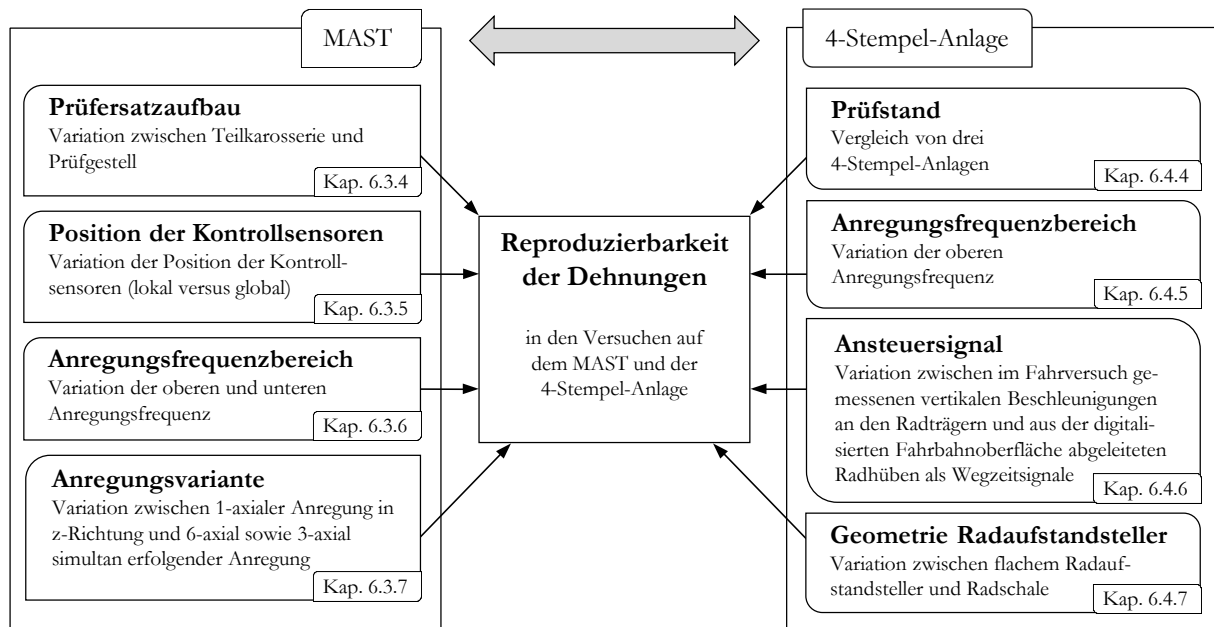 MAST
Prüfersatzaufbau
Variation zwischen Teilkarosserie und
Prüfgestell
Kap. 6.3.4
Position der Kontrollsensoren
Variation der Position der Kontroll-
sensoren (lokal versus global)
Kap. 6.3.5
Anregungsfrequenzbereich
Variation der oberen und unteren
Anregungsfrequenz
Kap. 6.3.6
Anregungsvariante
Variation zwischen 1-axialer Anregung in
z-Richtung und 6-axial sowie 3-axial
simultan erfolgender Anregung
Kap. 6.3.7
Reproduzierbarkeit
der Dehnungen
in den Versuchen auf
dem MAST und der
4-Stempel-Anlage
4-Stempel-Anlage
Prüfstand
Vergleich von drei
4-Stempel-Anlagen
Kap. 6.4.4
Anregungsfrequenzbereich
Variation der oberen
Anregungsfrequenz
Kap. 6.4.5
Ansteuersignal
Variation zwischen im Fahrversuch ge-
messenen vertikalen Beschleunigungen
an den Radträgern und aus der digitali-
sierten Fahrbahnoberfläche abgeleiteten
Radhüben als Wegzeitsignale
Kap. 6.4.6
Geometrie Radaufstandsteller
Variation zwischen flachem Radauf-
standsteller und Radschale
Kap. 6.4.7